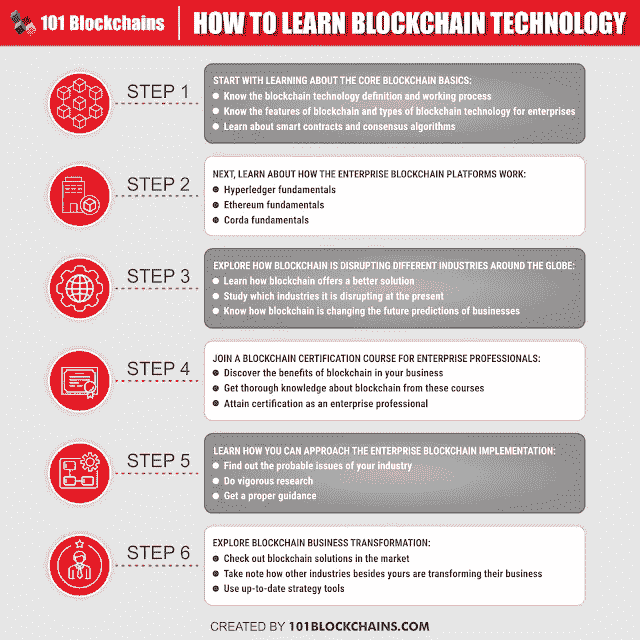 101 Blockchains
HOW TO LEARN BLOCKCHAIN TECHNOLOGY
STEP 1
START WITH LEARNING ABOUT THE CORE BLOCKCHAIN BASICS:
Know the blockchain technology definition and working process
Know the features of blockchain and types of blockchain technology for enterprises
Learn about smart contracts and consensus algorithms
STEP 2
NEXT, LEARN ABOUT HOW THE ENTERPRISE BLOCKCHAIN PLATFORMS WORK:
Hyperledger fundamentals
Ethereum fundamentals
Corda fundamentals
STEP 3
EXPLORE HOW BLOCKCHAIN IS DISRUPTING DIFFERENT INDUSTRIES AROUND THE GLOBE:
Learn how blockchain offers a better solution
Study which industries it is disrupting at the present
Know how blockchain is changing the future predictions of businesses
STEP 4
JOIN A BLOCKCHAIN CERTIFICATION COURSE FOR ENTERPRISE PROFESSIONALS:
Discover the benefits of blockchain in your business
Get thorough knowledge about blockchain from these courses
Attain certification as an enterprise professional
STEP 5
LEARN HOW YOU CAN APPROACH THE ENTERPRISE BLOCKCHAIN IMPLEMENTATION:
Find out the probable issues of your industry
Do vigorous research
Get a proper guidance
STEP 6
EXPLORE BLOCKCHAIN BUSINESS TRANSFORMATION:
Check out blockchain solutions in the market
Take note how other industries besides yours are transforming their business
Use up-to-date strategy tools
CREATED BY 101BLOCKCHAINS.COM